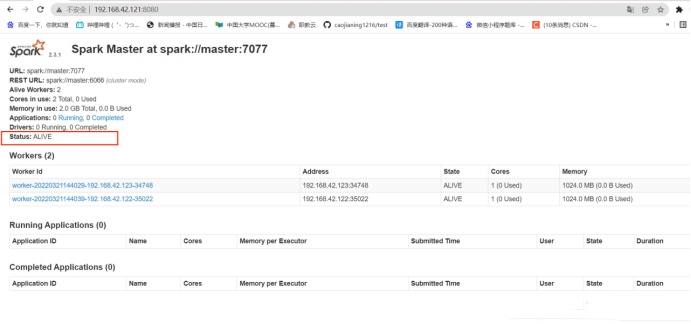 不安全 | 192.168.42.121:8080
百度一下，你就知道 哔哩哔哩 (゜-゜)つ... 新闻播报 - 中国日... 中国大学MOOC(慕... 职教云 caojianing1216/test 百度翻译-200种语... 微信小程序题库 -... (10条消息) CSDN -...
Spark 2.3.1 Spark Master at spark://master:7077
URL: spark://master:7077
REST URL: spark://master:6066 (cluster mode)
Alive Workers: 2
Cores in use: 2 Total, 0 Used
Memory in use: 2.0 GB Total, 0.0 B Used
Applications: 0 Running, 0 Completed
Drivers: 0 Running, 0 Completed
Status: ALIVE
Workers (2)
Worker Id Address State Cores Memory
worker-20220321144029-192.168.42.123-34748 192.168.42.123:34748 ALIVE 1 (0 Used) 1024.0 MB (0.0 B Used)
worker-20220321144039-192.168.42.122-35022 192.168.42.122:35022 ALIVE 1 (0 Used) 1024.0 MB (0.0 B Used)
Running Applications (0)
Application ID Name Cores Memory per Executor Submitted Time User State Duration
Completed Applications (0)
Application ID Name Cores Memory per Executor Submitted Time User State Duration